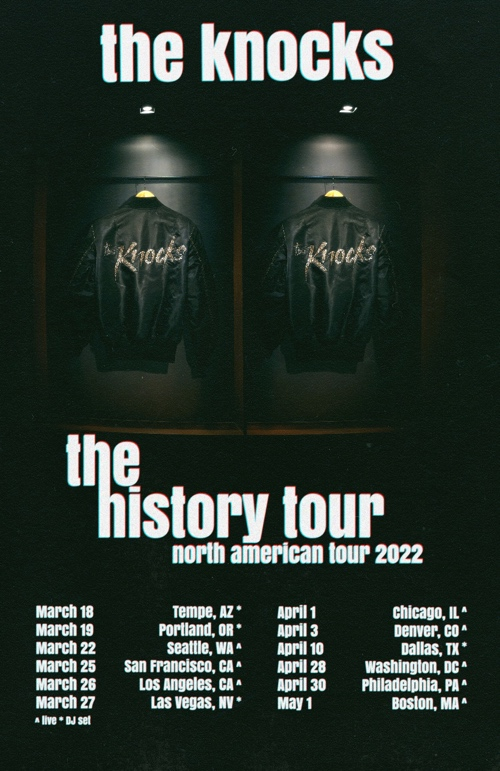 the knocks
the Knocks
the Knocks
the
history tour
north american tour 2022
March 18 Tempe, AZ *
March 19 Portland, OR *
March 22 Seattle, WA ^
March 25 San Francisco, CA ^
March 26 Los Angeles, CA ^
March 27 Las Vegas, NV *
^ live * DJ set
April 1 Chicago, IL ^
April 3 Denver, CO ^
April 10 Dallas, TX *
April 28 Washington, DC ^
April 30 Philadelphia, PA ^
May 1 Boston, MA ^